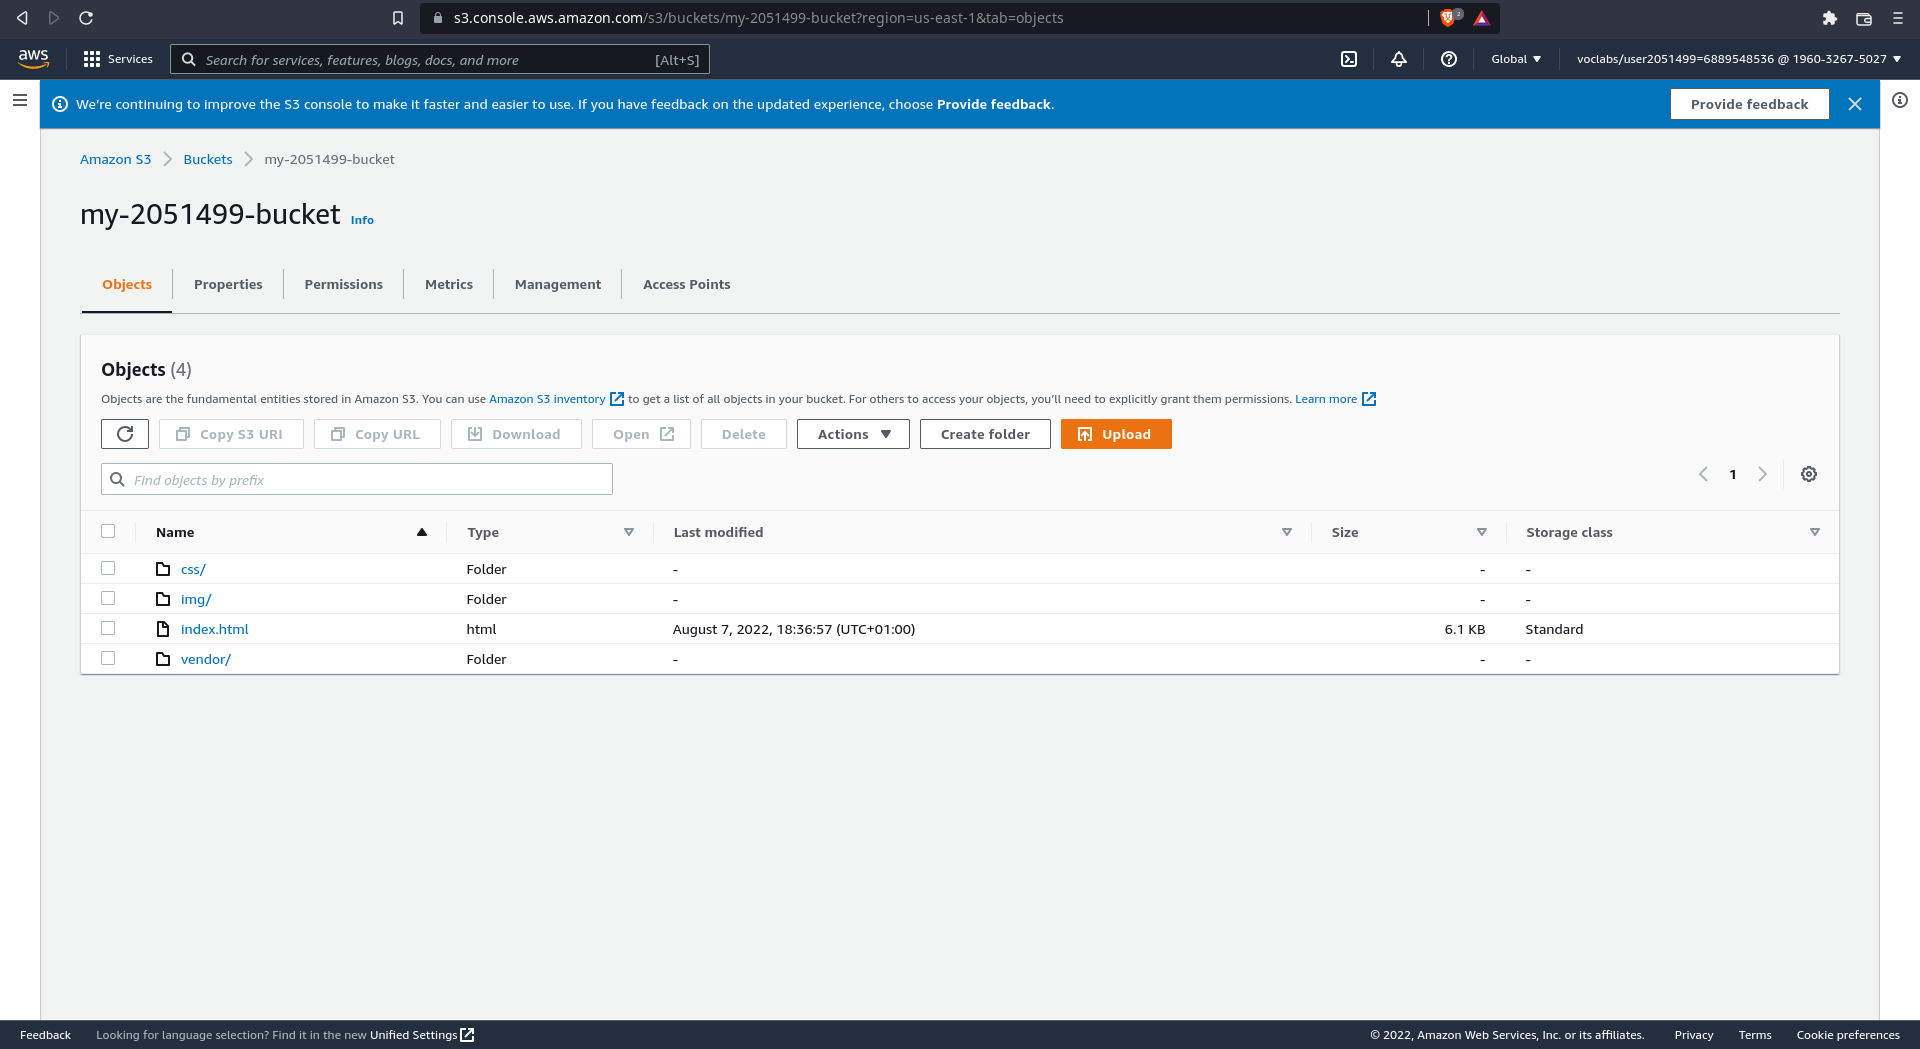 s3.console.aws.amazon.com/s3/buckets/my-2051499-bucket?region=us-east-1&tab=objects 2
aws Services Search for services, features, blogs, docs, and more [Alt+S] Global voclabs/user2051499=6889548536 @ 1960-3267-5027
We're continuing to improve the S3 console to make it faster and easier to use. If you have feedback on the updated experience, choose Provide feedback. Provide feedback
Amazon S3 Buckets my-2051499-bucket
my-2051499-bucket Info
Objects Properties Permissions Metrics Management Access Points
Objects (4)
Objects are the fundamental entities stored in Amazon S3. You can use Amazon S3 inventory to get a list of all objects in your bucket. For others to access your objects, you'll need to explicitly grant them permissions. Learn more
Copy S3 URI Copy URL Download Open Delete Actions Create folder Upload
Find objects by prefix 1
Name Type Last modified Size Storage class
css/ Folder - - -
img/ Folder - - -
index.html html August 7, 2022, 18:36:57 (UTC+01:00) 6.1 KB Standard
vendor/ Folder - - -
Feedback Looking for language selection? Find it in the new Unified Settings © 2022, Amazon Web Services, Inc. or its affiliates. Privacy Terms Cookie preferences